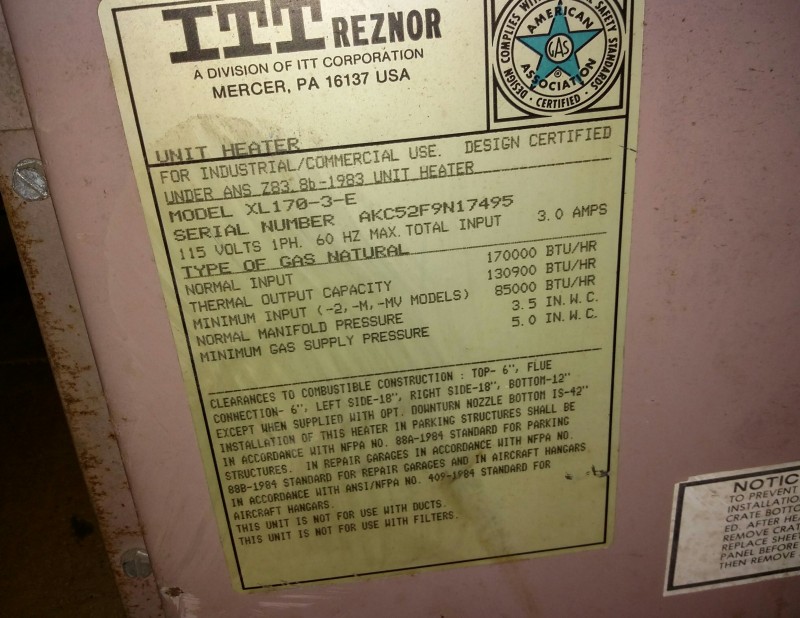 ITT REZNOR
A DIVISION OF ITT CORPORATION
MERCER, PA 16137 USA
DESIGN COMPLIES WITH SAFETY STANDARDS
AMERICAN
GAS
®
ASSOCIATION
CERTIFIED
UNIT HEATER
FOR INDUSTRIAL/COMMERCIAL USE. DESIGN CERTIFIED
UNDER ANS Z83.8b-1983 UNIT HEATER
MODEL XL170-3-E
SERIAL NUMBER AKC52F9N17495
115 VOLTS 1PH. 60 HZ MAX. TOTAL INPUT 3.0 AMPS
TYPE OF GAS NATURAL
NORMAL INPUT 170000 BTU/HR
THERMAL OUTPUT CAPACITY 130900 BTU/HR
MINIMUM INPUT (-2,-M,-MV MODELS) 85000 BTU/HR
NORMAL MANIFOLD PRESSURE 3.5 IN.W.C.
MINIMUM GAS SUPPLY PRESSURE 5.0 IN.W.C.
CLEARANCES TO COMBUSTIBLE CONSTRUCTION : TOP- 6", FLUE
CONNECTION- 6", LEFT SIDE-18", RIGHT SIDE-18", BOTTOM-12"
EXCEPT WHEN SUPPLIED WITH OPT. DOWNTURN NOZZLE BOTTOM IS-42"
INSTALLATION OF THIS HEATER IN PARKING STRUCTURES SHALL BE
IN ACCORDANCE WITH NFPA NO. 88A-1984 STANDARD FOR PARKING
STRUCTURES. IN REPAIR GARAGES IN ACCORDANCE WITH NFPA NO.
88B-1984 STANDARD FOR REPAIR GARAGES AND IN AIRCRAFT HANGARS
IN ACCORDANCE WITH ANSI/NFPA NO. 409-1984 STANDARD FOR
AIRCRAFT HANGARS.
THIS UNIT IS NOT FOR USE WITH DUCTS.
THIS UNIT IS NOT FOR USE WITH FILTERS.
NOTIC
TO PREVENT
INSTALLATIO
CRATE BOTTO
ED. AFTER HE
REMOVE CRAT
REPLACE SHEE
PANEL BEFORE
THEN REMOVE